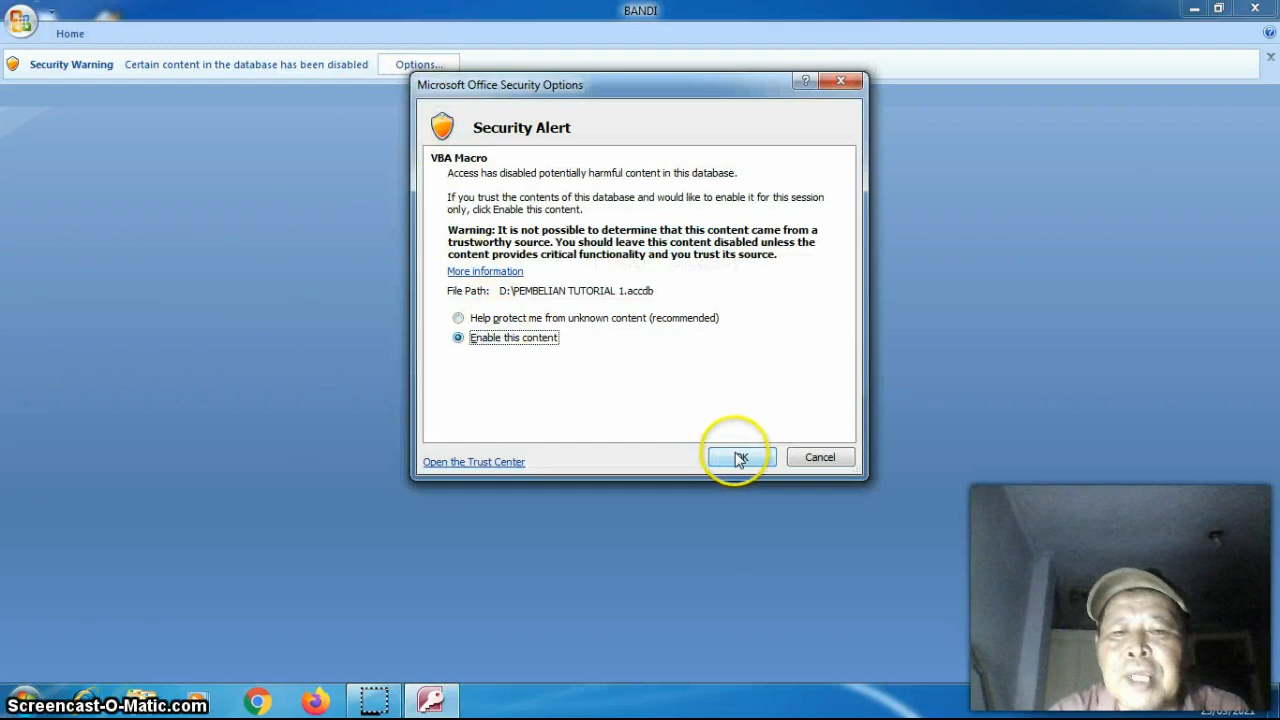 BANDI
Home
Security Warning Certain content in the database has been disabled Options...
Microsoft Office Security Options
Security Alert
VBA Macro
Access has disabled potentially harmful content in this database.
If you trust the contents of this database and would like to enable it for this session
only, click Enable this content.
Warning: It is not possible to determine that this content came from a
trustworthy source. You should leave this content disabled unless the
content provides critical functionality and you trust its source.
More information
File Path: D:\PEMBELIAN TUTORIAL 1.accdb
Help protect me from unknown content (recommended)
Enable this content
Open the Trust Center
OK Cancel
Screencast-O-Matic.com